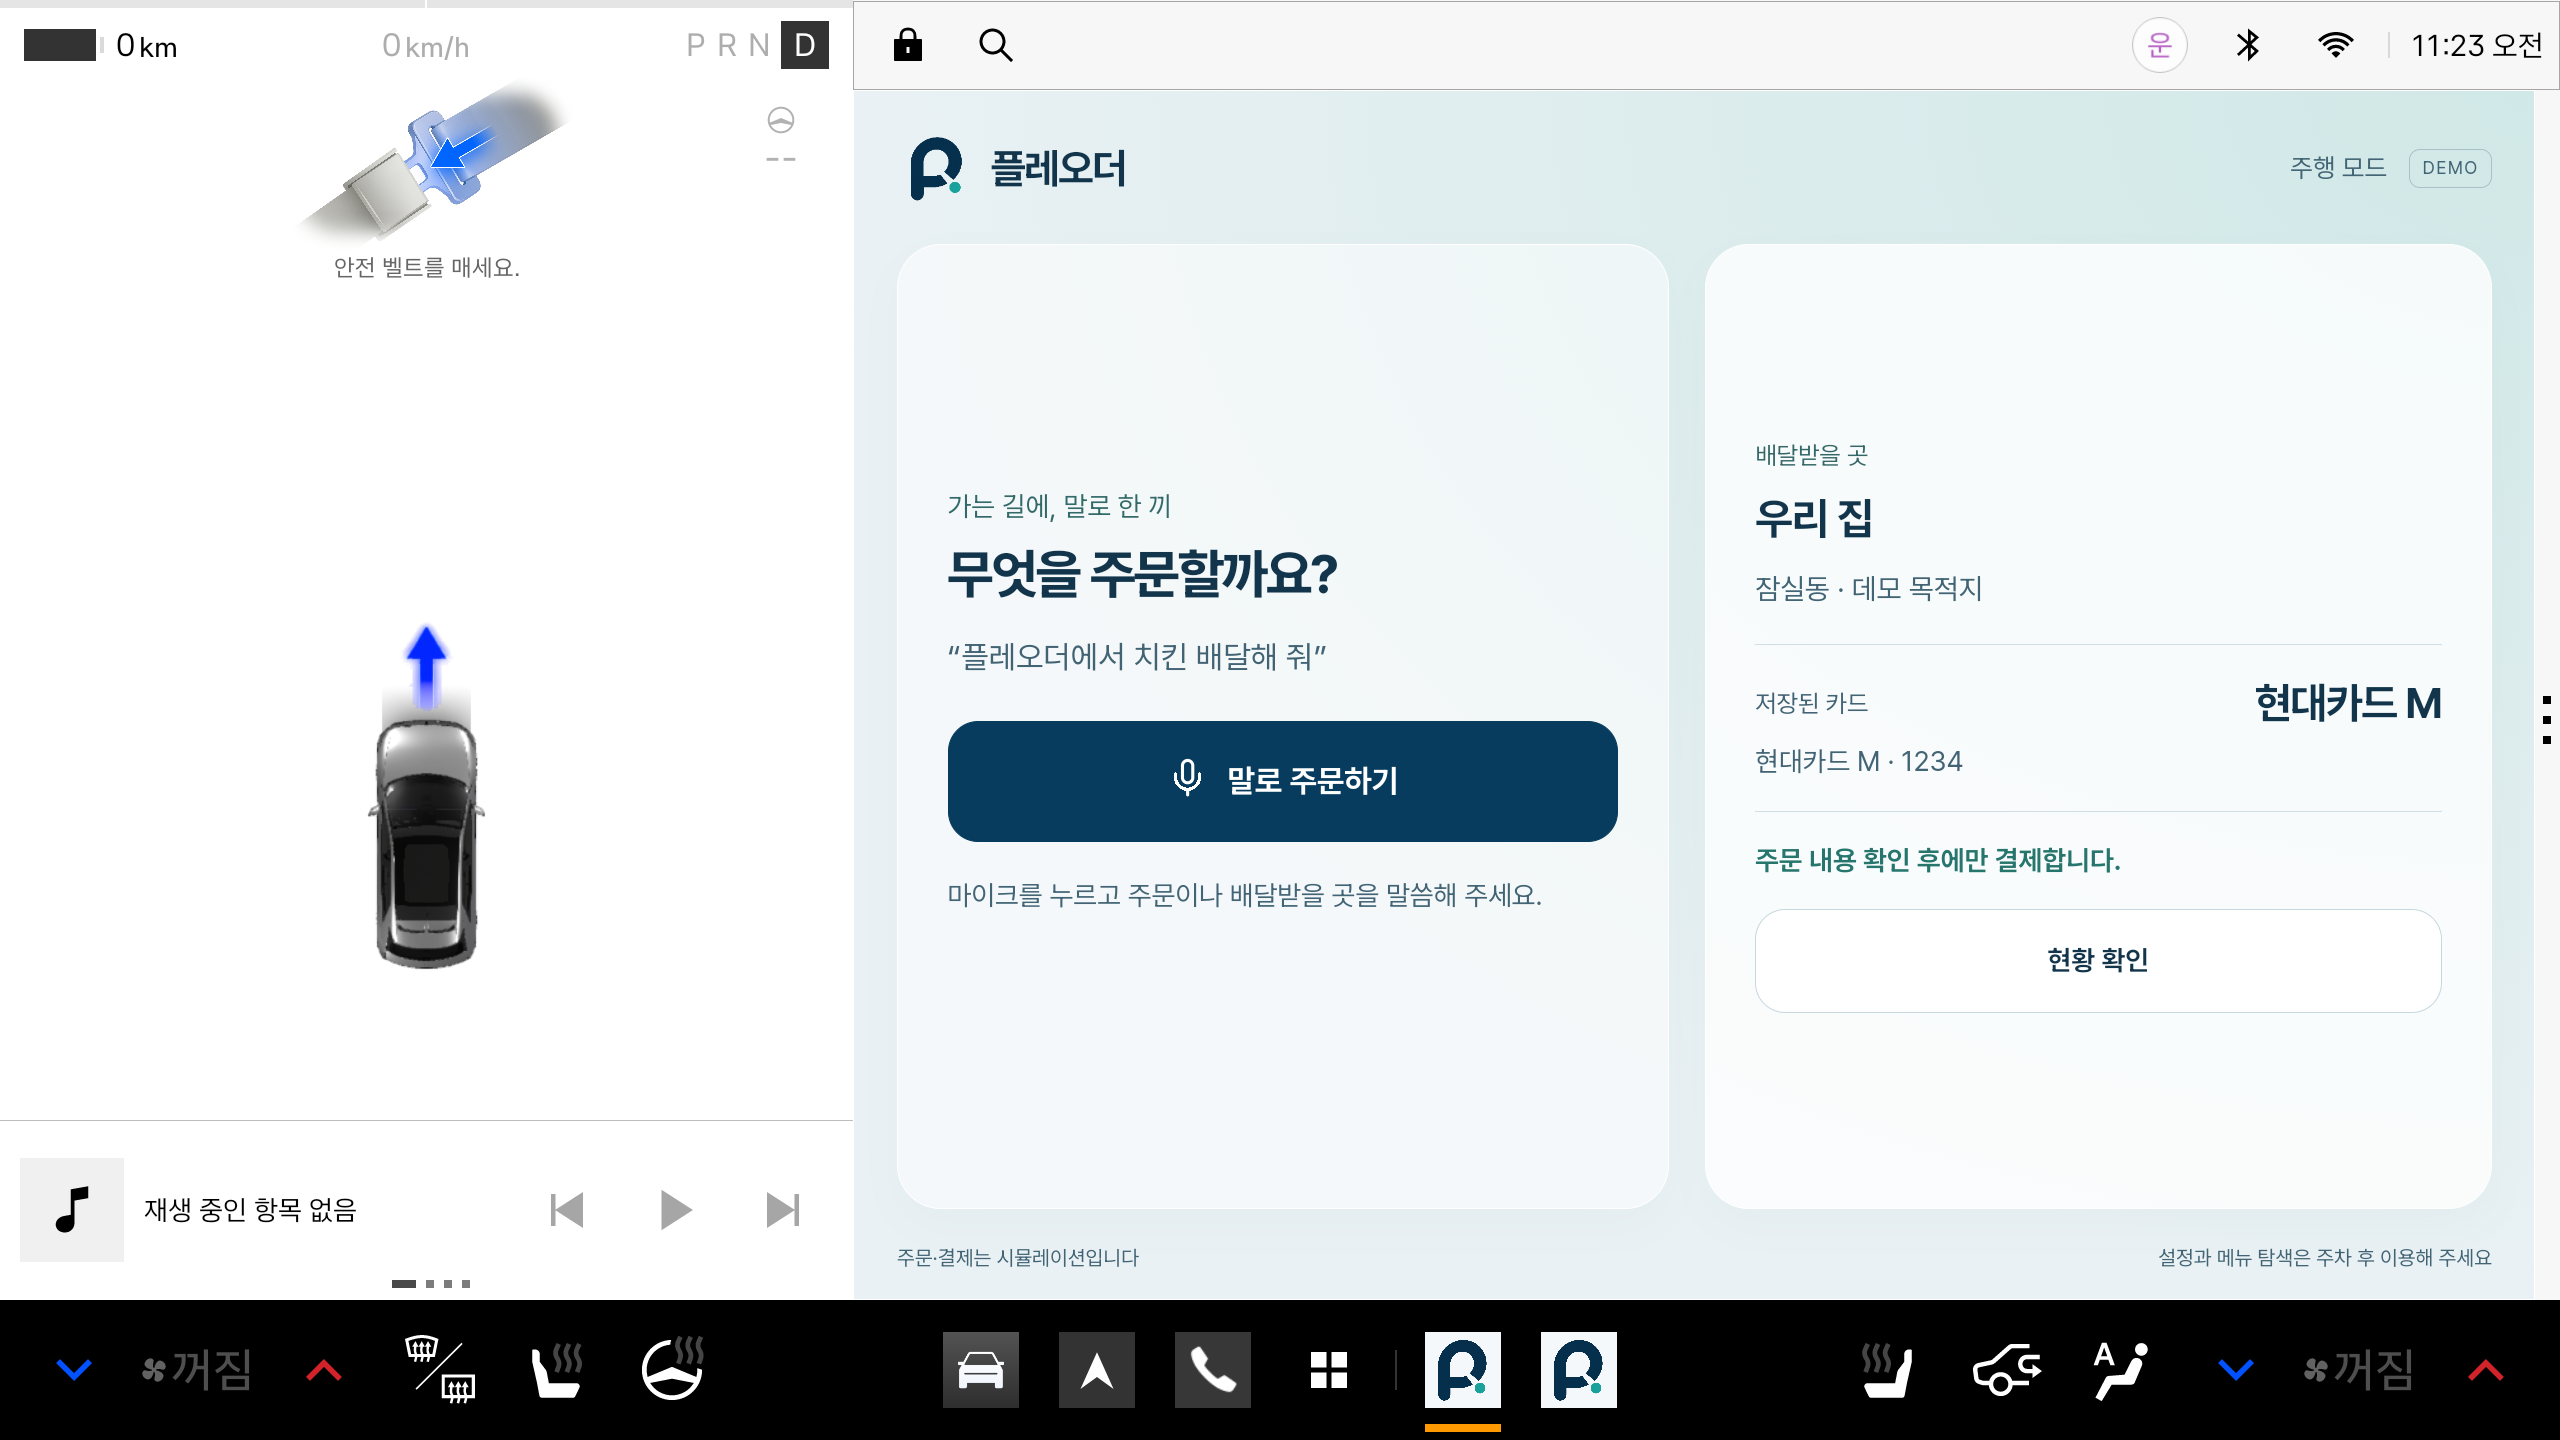 0 km
0 km/h
P R N D
안전 벨트를 매세요.
재생 중인 항목 없음
운
11:23 오전
플레오더
주행 모드
DEMO
가는 길에, 말로 한 끼
무엇을 주문할까요?
“플레오더에서 치킨 배달해 줘”
말로 주문하기
마이크를 누르고 주문이나 배달받을 곳을 말씀해 주세요.
배달받을 곳
우리 집
잠실동 · 데모 목적지
저장된 카드
현대카드 M
현대카드 M · 1234
주문 내용 확인 후에만 결제합니다.
현황 확인
주문·결제는 시뮬레이션입니다
설정과 메뉴 탐색은 주차 후 이용해 주세요
꺼짐
A
꺼짐